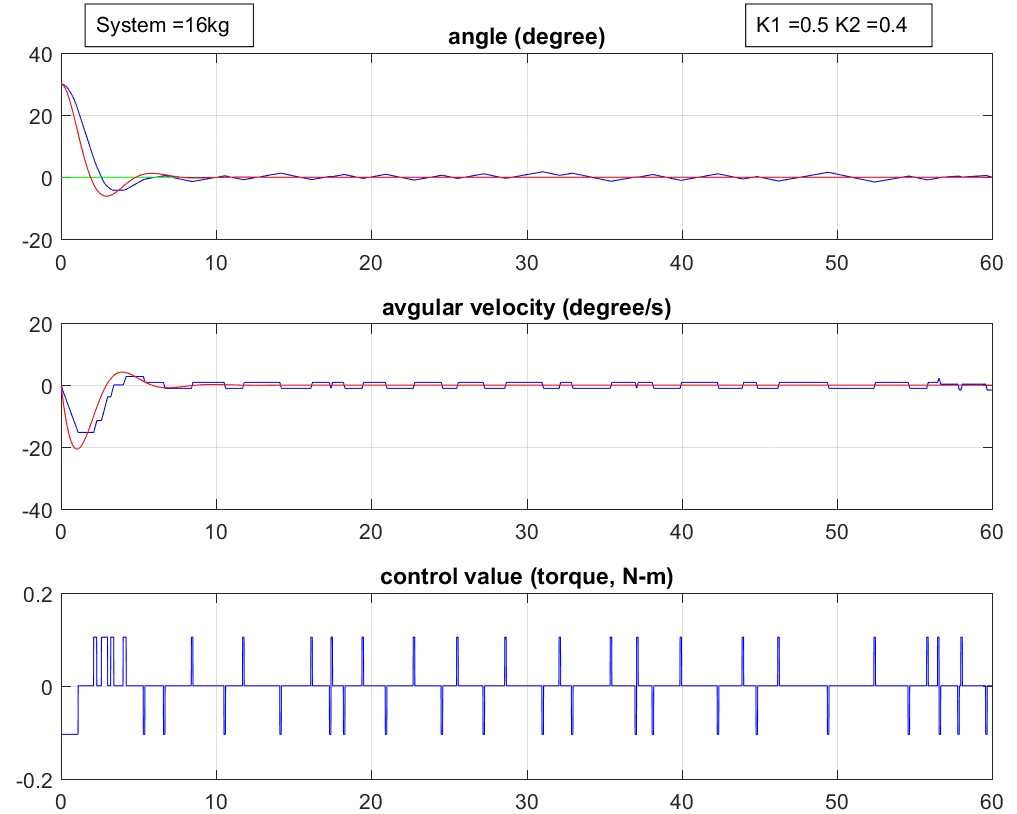 System =16kg
K1 =0.5 K2 =0.4
angle (degree)
40
20
0
-20
0 10 20 30 40 50 60
avgular velocity (degree/s)
20
0
-20
-40
0 10 20 30 40 50 60
control value (torque, N-m)
0.2
0
-0.2
0 10 20 30 40 50 60